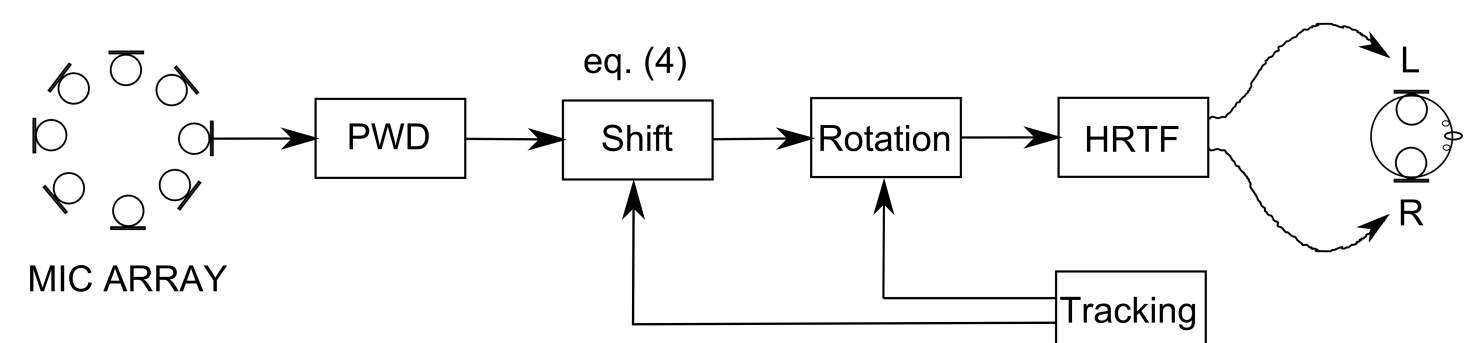 eq. (4)
L
PWD
Shift
Rotation
HRTF
R
MIC ARRAY
Tracking